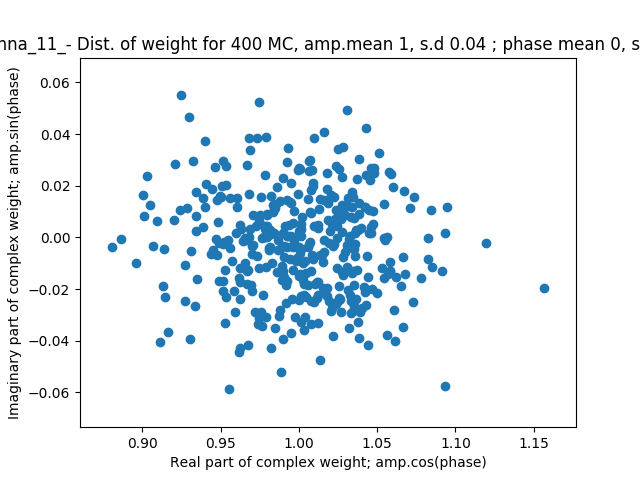 nna_11_- Dist. of weight for 400 MC, amp.mean 1, s.d 0.04 ; phase mean 0, s
0.06
0.04
0.02
0.00
−0.02
−0.04
−0.06
Imaginary part of complex weight; amp.sin(phase)
0.90 0.95 1.00 1.05 1.10 1.15
Real part of complex weight; amp.cos(phase)